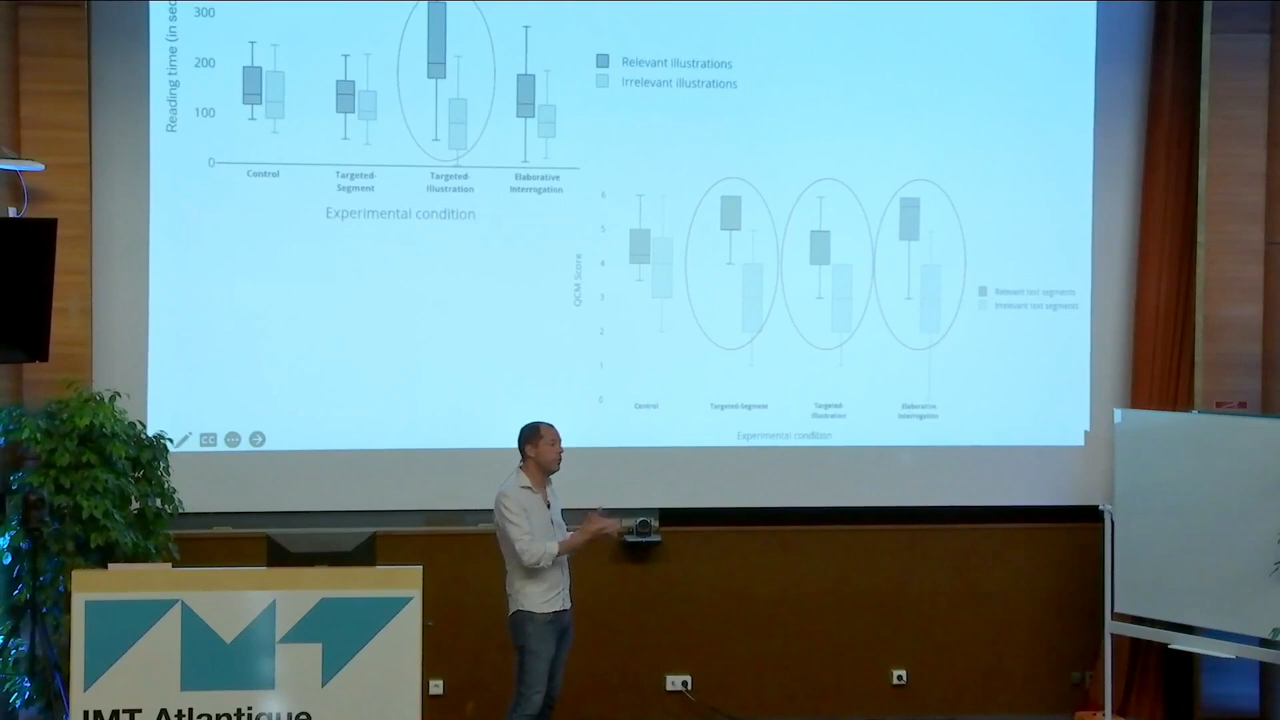 Reading time (in sec
300
200
100
0
Control
Targeted-
Segment
Targeted-
Illustration
Elaborative
Interrogation
Experimental condition
Relevant illustrations
Irrelevant illustrations
QCM Score
6
5
4
3
2
1
0
Control
Targeted-Segment
Targeted-
Illustration
Elaborative
Interrogation
Experimental condition
Relevant text segments
Irrelevant text segments
CC
IMT Atlantique